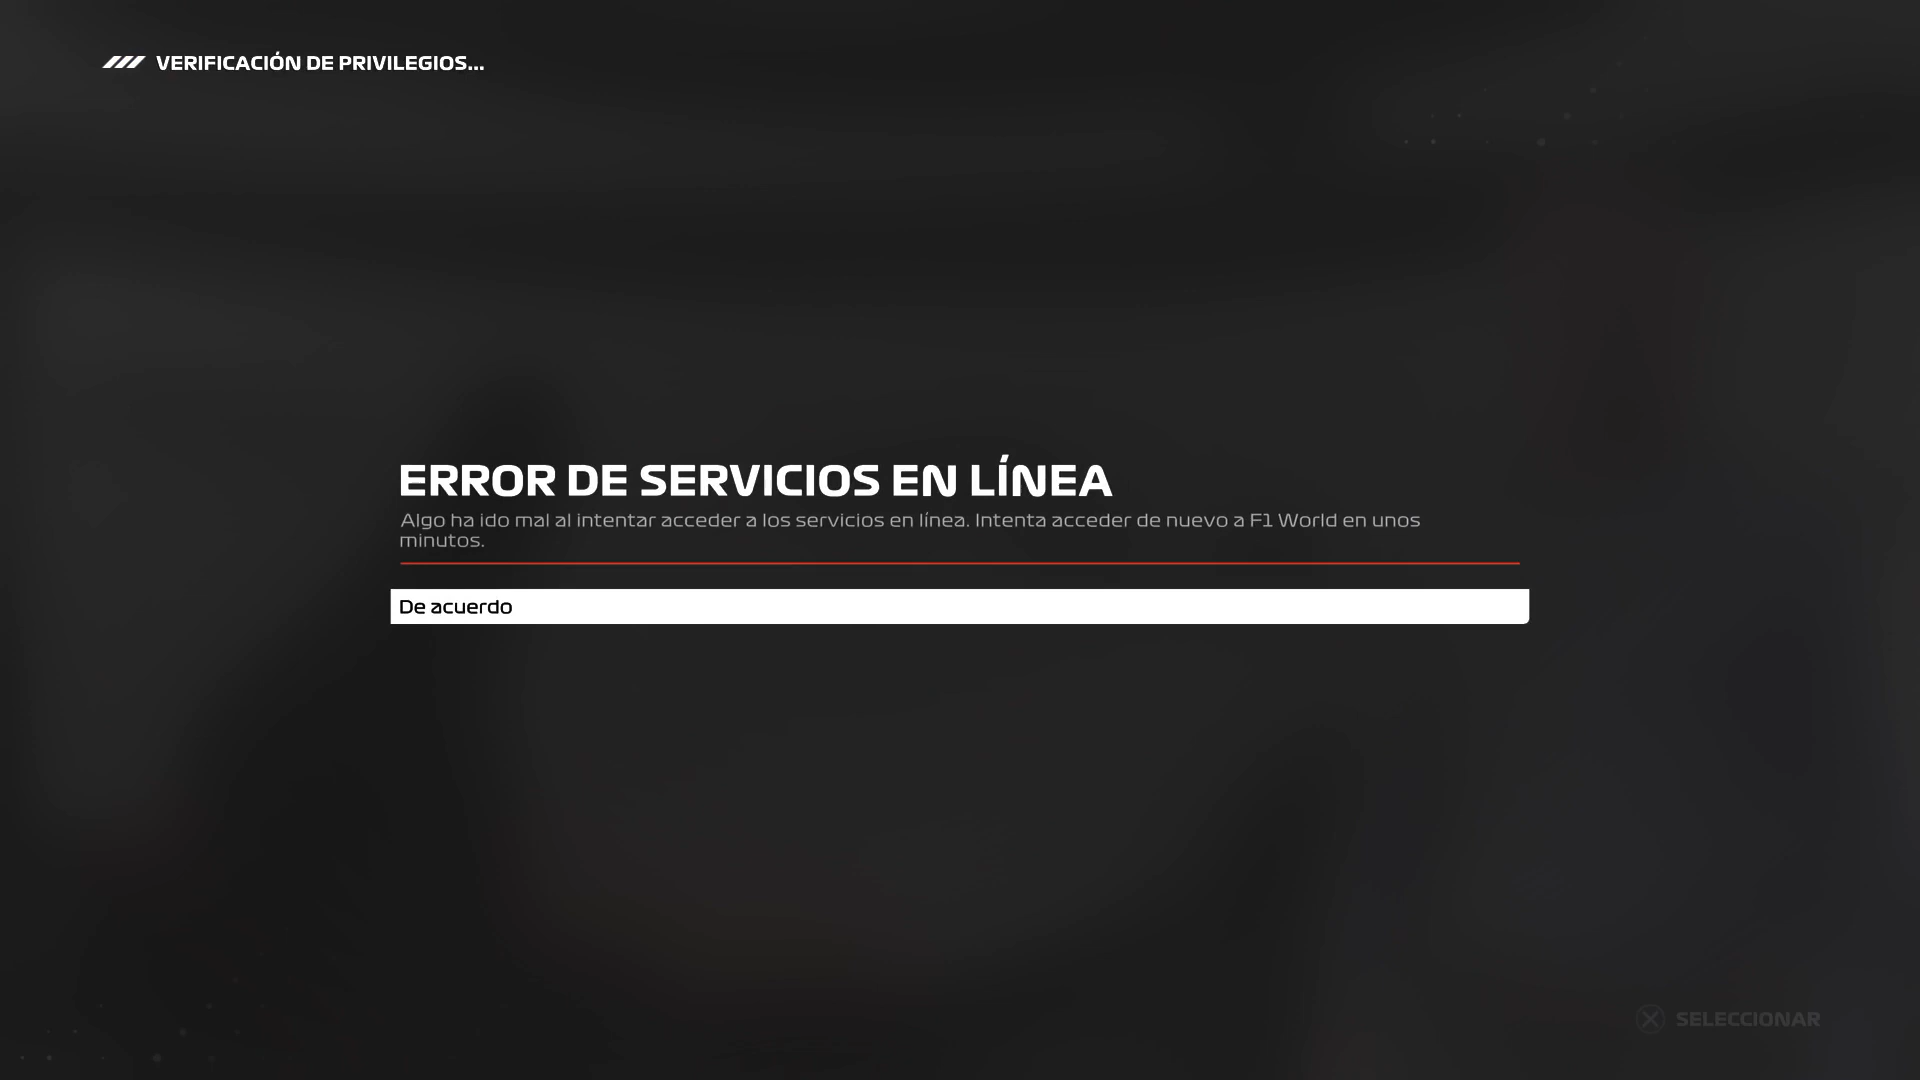 VERIFICACIÓN DE PRIVILEGIOS...
ERROR DE SERVICIOS EN LÍNEA
Algo ha ido mal al intentar acceder a los servicios en línea. Intenta acceder de nuevo a F1 World en unos
minutos.
De acuerdo
SELECCIONAR